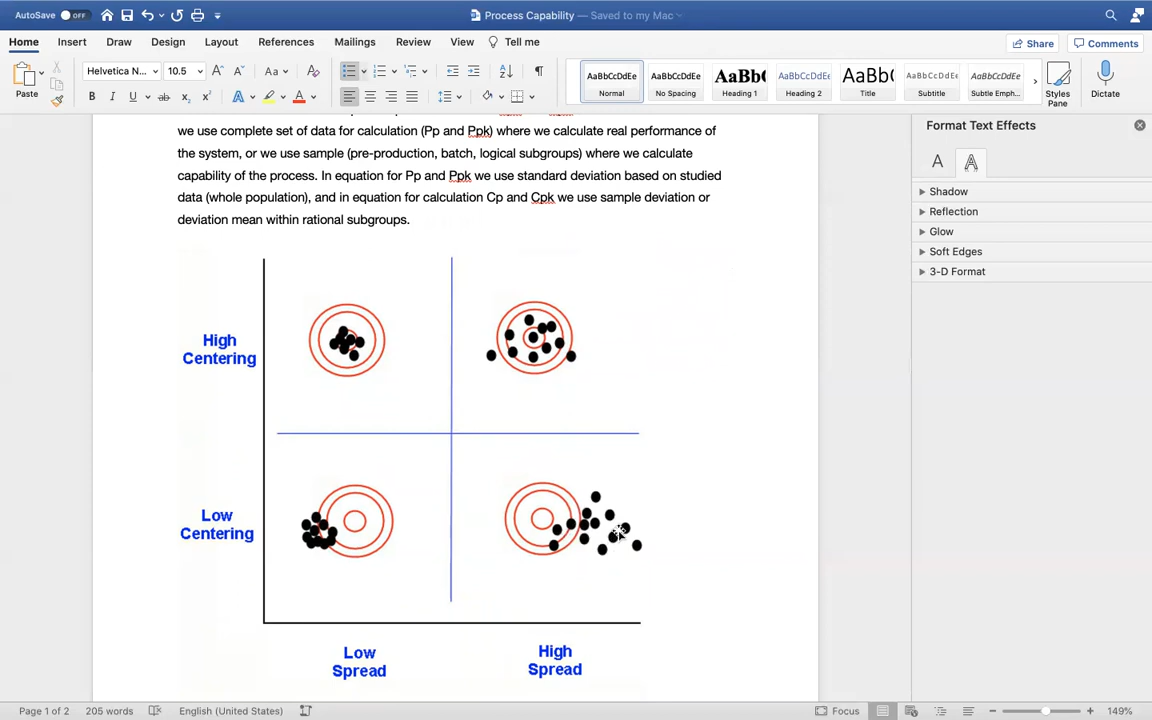 AutoSave OFF
Process Capability — Saved to my Mac
Home Insert Draw Design Layout References Mailings Review View Tell me
Share Comments
Paste
Helvetica N... 10.5
AaBbCcDdEe Normal
AaBbCcDdEe No Spacing
AaBb( Heading 1
AaBbCcDdEe Heading 2
AaBbC Title
AaBbCcDdEe Subtitle
AaBbCcDdEe Subtle Emph...
Styles Pane
Dictate
Format Text Effects
Shadow
Reflection
Glow
Soft Edges
3-D Format
we use complete set of data for calculation (Pp and Ppk) where we calculate real performance of
the system, or we use sample (pre-production, batch, logical subgroups) where we calculate
capability of the process. In equation for Pp and Ppk we use standard deviation based on studied
data (whole population), and in equation for calculation Cp and Cpk we use sample deviation or
deviation mean within rational subgroups.
High
Centering
Low
Centering
Low
Spread
High
Spread
Page 1 of 2 205 words English (United States) Focus 149%